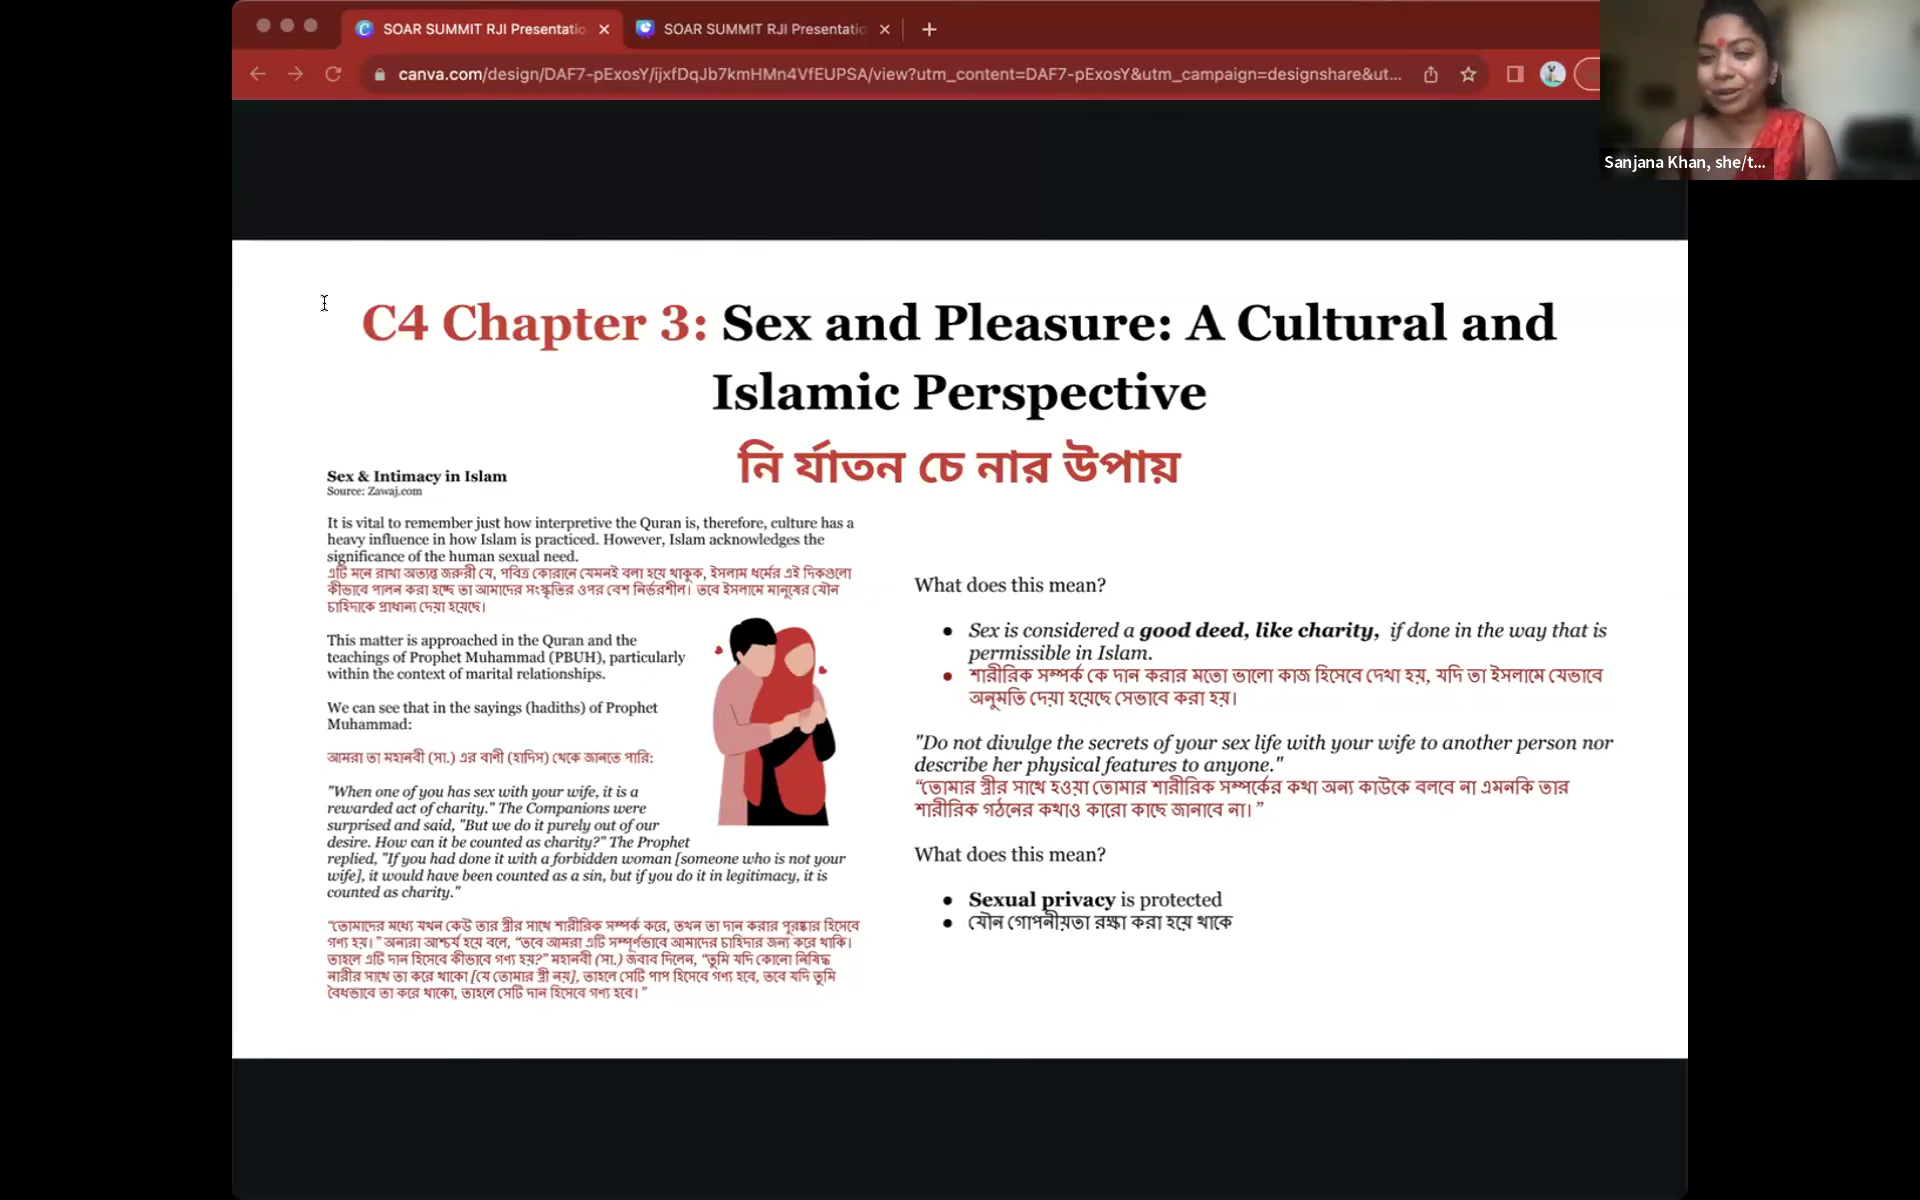 SOAR SUMMIT RJI Presentatio
SOAR SUMMIT RJI Presentatio
canva.com/design/DAF7-pExosY/ijxfDqJb7kmHMn4VfEUPSA/view?utm_content=DAF7-pExosY&utm_campaign=designshare&ut...
Sanjana Khan, she/t...
C4 Chapter 3: Sex and Pleasure: A Cultural and
Islamic Perspective
নি র্যাতন চে নার উপায়
Sex & Intimacy in Islam
Source: Zawaj.com
It is vital to remember just how interpretive the Quran is, therefore, culture has a
heavy influence in how Islam is practiced. However, Islam acknowledges the
significance of the human sexual need.
এটি মনে রাখা অত্যন্ত জরুরী যে, পবিত্র কোরানে যেমনই বলা হয়ে থাকুক, ইসলাম ধর্মের এই দিকগুলো
কীভাবে পালন করা হচ্ছে তা আমাদের সংস্কৃতির ওপর বেশ নির্ভরশীল। তবে ইসলামে মানুষের যৌন
চাহিদাকে প্রাধান্য দেয়া হয়েছে।
This matter is approached in the Quran and the
teachings of Prophet Muhammad (PBUH), particularly
within the context of marital relationships.
We can see that in the sayings (hadiths) of Prophet
Muhammad:
আমরা তা মহানবী (সা.) এর বাণী (হাদিস) থেকে জানতে পারি:
"When one of you has sex with your wife, it is a
rewarded act of charity." The Companions were
surprised and said, "But we do it purely out of our
desire. How can it be counted as charity?" The Prophet
replied, "If you had done it with a forbidden woman [someone who is not your
wife], it would have been counted as a sin, but if you do it in legitimacy, it is
counted as charity."
“তোমাদের মধ্যে যখন কেউ তার স্ত্রীর সাথে শারীরিক সম্পর্ক করে, তখন তা দান করার পুরষ্কার হিসেবে
গণ্য হয়।” অন্যরা আশ্চর্য হয়ে বলে, “তবে আমরা এটি সম্পূর্ণভাবে আমাদের চাহিদার জন্য করে থাকি।
তাহলে এটি দান হিসেবে কীভাবে গণ্য হয়?” মহানবী (সা.) জবাব দিলেন, “তুমি যদি কোনো নিষিদ্ধ
নারীর সাথে তা করে থাকো [যে তোমার স্ত্রী নয়], তাহলে সেটি পাপ হিসেবে গণ্য হবে, তবে যদি তুমি
বৈধভাবে তা করে থাকো, তাহলে সেটি দান হিসেবে গণ্য হবে।”
What does this mean?
● Sex is considered a good deed, like charity, if done in the way that is
permissible in Islam.
● শারীরিক সম্পর্ক কে দান করার মতো ভালো কাজ হিসেবে দেখা হয়, যদি তা ইসলামে যেভাবে
অনুমতি দেয়া হয়েছে সেভাবে করা হয়।
"Do not divulge the secrets of your sex life with your wife to another person nor
describe her physical features to anyone."
“তোমার স্ত্রীর সাথে হওয়া তোমার শারীরিক সম্পর্কের কথা অন্য কাউকে বলবে না এমনকি তার
শারীরিক গঠনের কথাও কারো কাছে জানাবে না।”
What does this mean?
● Sexual privacy is protected
● যৌন গোপনীয়তা রক্ষা করা হয়ে থাকে